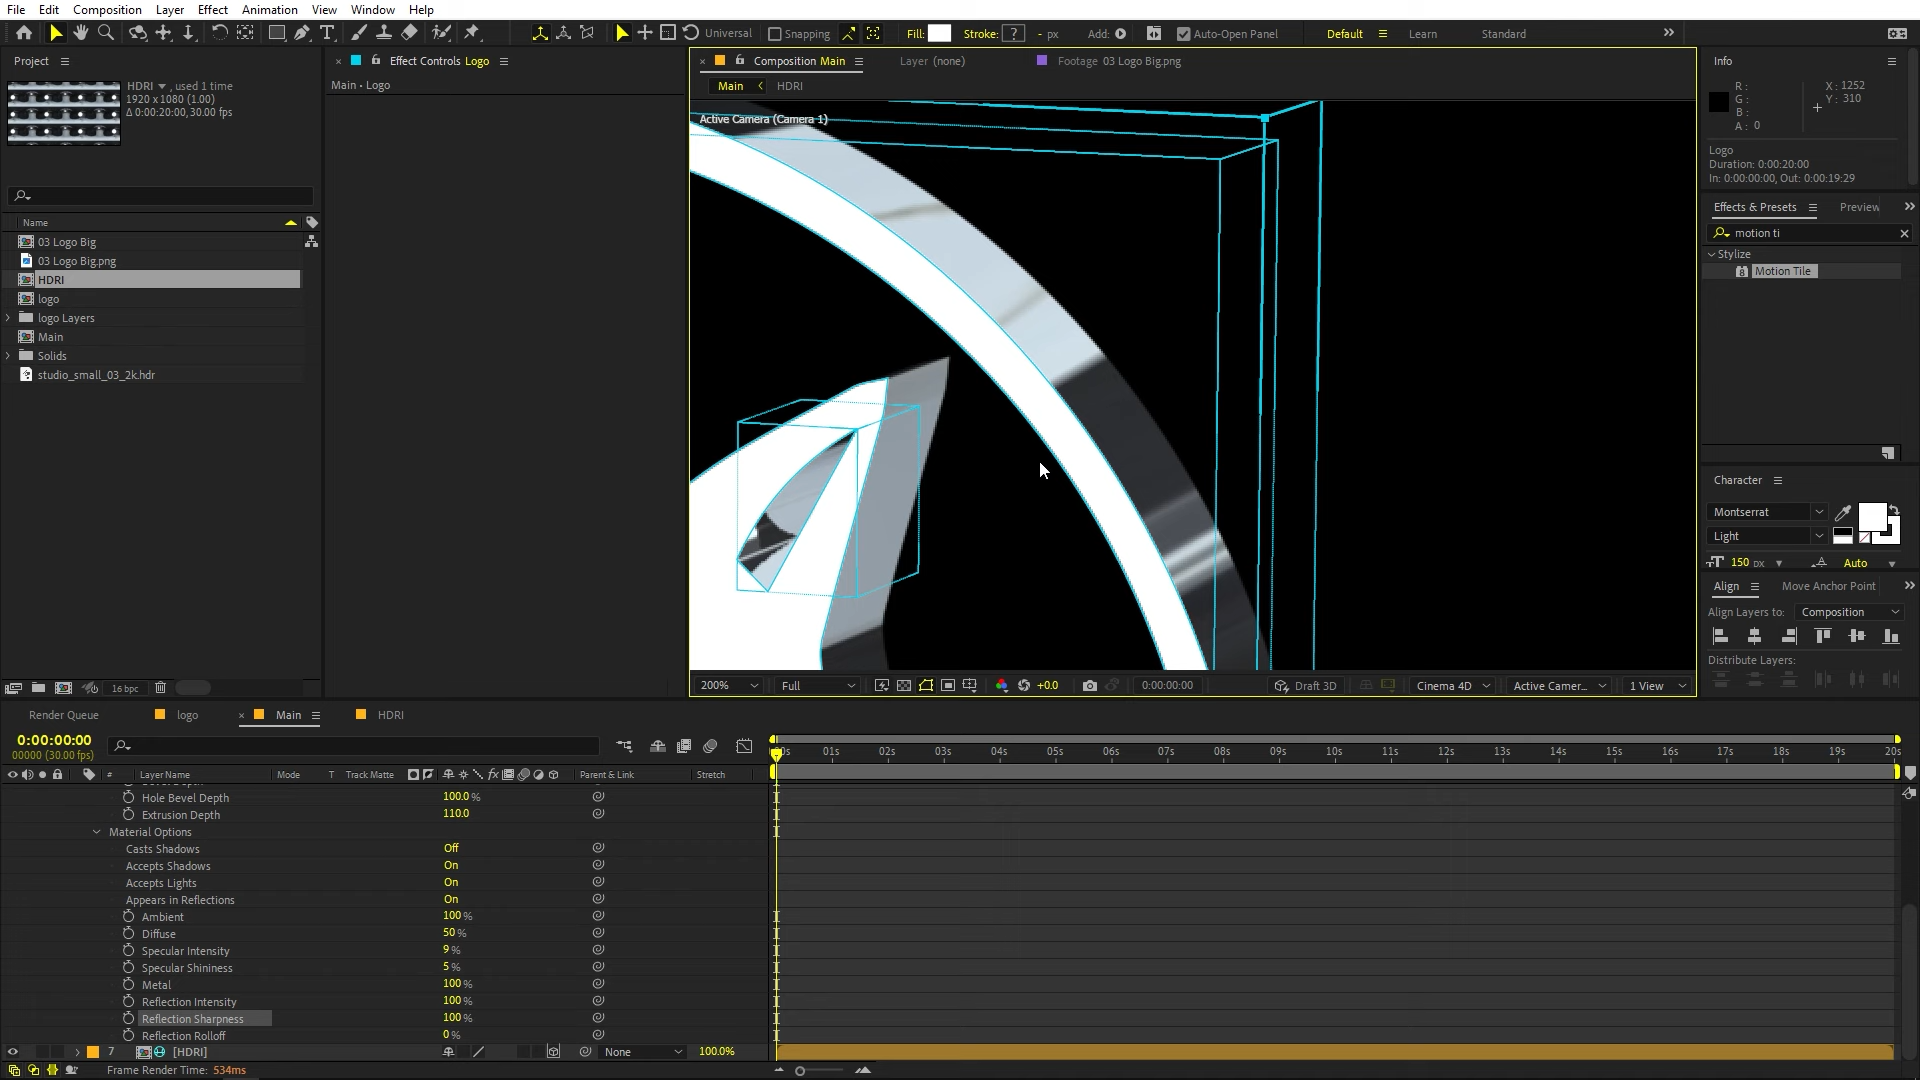 File Edit Composition Layer Effect Animation View Window Help
Universal Snapping Fill: Stroke: ? - px Add: Auto-Open Panel Default Learn Standard
Project
HDRI , used 1 time
1920 x 1080 (1.00)
Δ 0:00:20:00, 30.00 fps
Name
03 Logo Big
03 Logo Big.png
HDRI
logo
logo Layers
Main
Solids
studio_small_03_2k.hdr
16 bpc
Effect Controls Logo
Main • Logo
Composition Main Layer (none) Footage 03 Logo Big.png
Main HDRI
Active Camera (Camera 1)
200% Full +0.0 0:00:00:00 Draft 3D Cinema 4D Active Camer... 1 View
Info
R :
G :
B :
A : 0
X : 1252
Y : 310
Logo
Duration: 0:00:20:00
In: 0:00:00:00, Out: 0:00:19:29
Effects & Presets Preview
motion ti
Stylize
Motion Tile
Character
Montserrat
Light
150 px Auto
Align Move Anchor Point
Align Layers to: Composition
Distribute Layers:
Render Queue logo Main HDRI
0:00:00:00
00000 (30.00 fps)
# Layer Name Mode T Track Matte Parent & Link Stretch
01s 02s 03s 04s 05s 06s 07s 08s 09s 10s 11s 12s 13s 14s 15s 16s 17s 18s 19s 20s
Hole Bevel Depth 100.0 %
Extrusion Depth 110.0
Material Options
Casts Shadows Off
Accepts Shadows On
Accepts Lights On
Appears in Reflections On
Ambient 100 %
Diffuse 50 %
Specular Intensity 9 %
Specular Shininess 5 %
Metal 100 %
Reflection Intensity 100 %
Reflection Sharpness 100 %
Reflection Rolloff 0 %
7 [HDRI] None 100.0%
Frame Render Time: 534ms